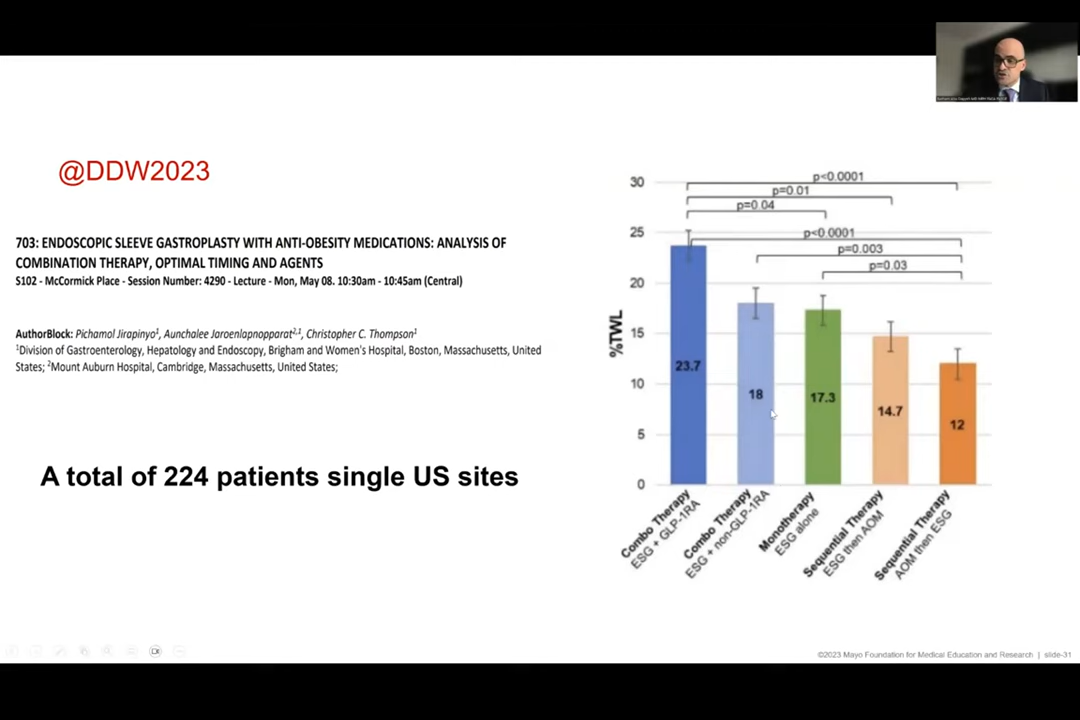 @DDW2023
703: ENDOSCOPIC SLEEVE GASTROPLASTY WITH ANTI-OBESITY MEDICATIONS: ANALYSIS OF
COMBINATION THERAPY, OPTIMAL TIMING AND AGENTS
S102 - McCormick Place - Session Number: 4290 - Lecture - Mon, May 08. 10:30am - 10:45am (Central)
AuthorBlock: Pichamol Jirapinyo¹, Aunchalee Jaroenlapnopparat²,¹, Christopher C. Thompson¹
¹Division of Gastroenterology, Hepatology and Endoscopy, Brigham and Women's Hospital, Boston, Massachusetts, United
States; ²Mount Auburn Hospital, Cambridge, Massachusetts, United States;
A total of 224 patients single US sites
%TWL
30
25
20
15
10
5
0
p<0.0001
p=0.01
p=0.04
p<0.0001
p=0.003
p=0.03
23.7
18
17.3
14.7
12
Combo Therapy
ESG + GLP-1RA
Combo Therapy
ESG + non-GLP-1RA
Monotherapy
ESG alone
Sequential Therapy
ESG then AOM
Sequential Therapy
AOM then ESG
©2023 Mayo Foundation for Medical Education and Research | slide-31